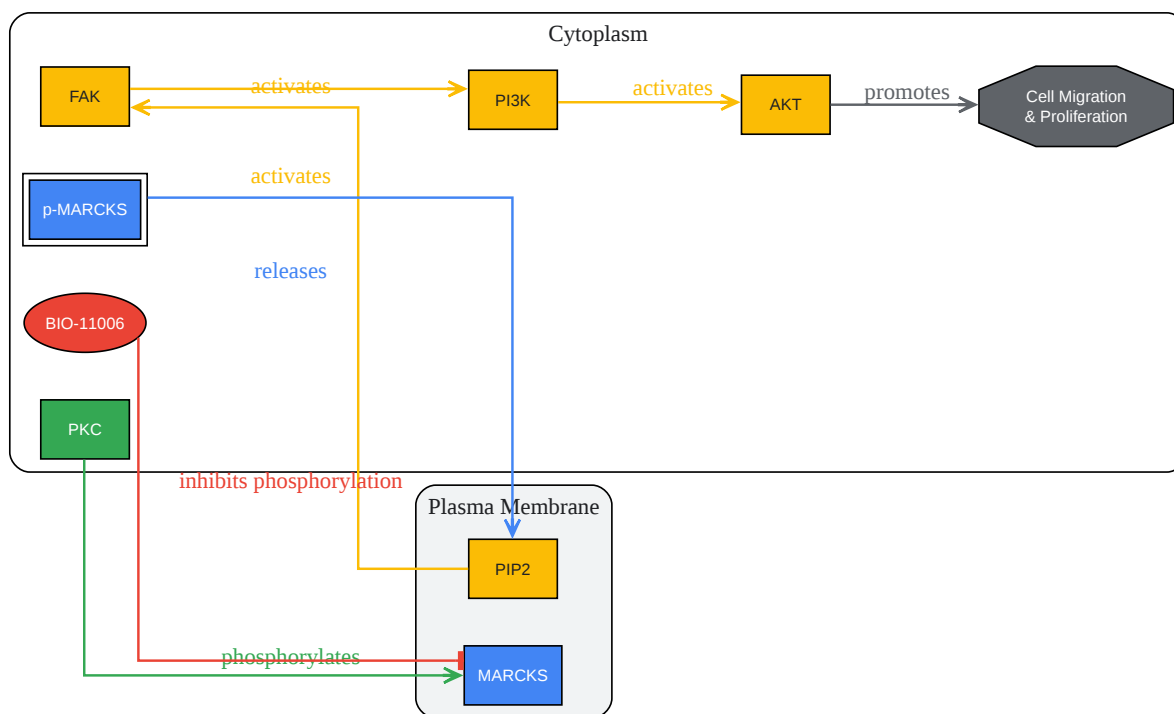 Cytoplasm
FAK
activates
PI3K
activates
AKT
promotes
Cell Migration
& Proliferation
p-MARCKS
activates
releases
BIO-11006
PKC
inhibits phosphorylation
Plasma Membrane
PIP2
phosphorylates
MARCKS